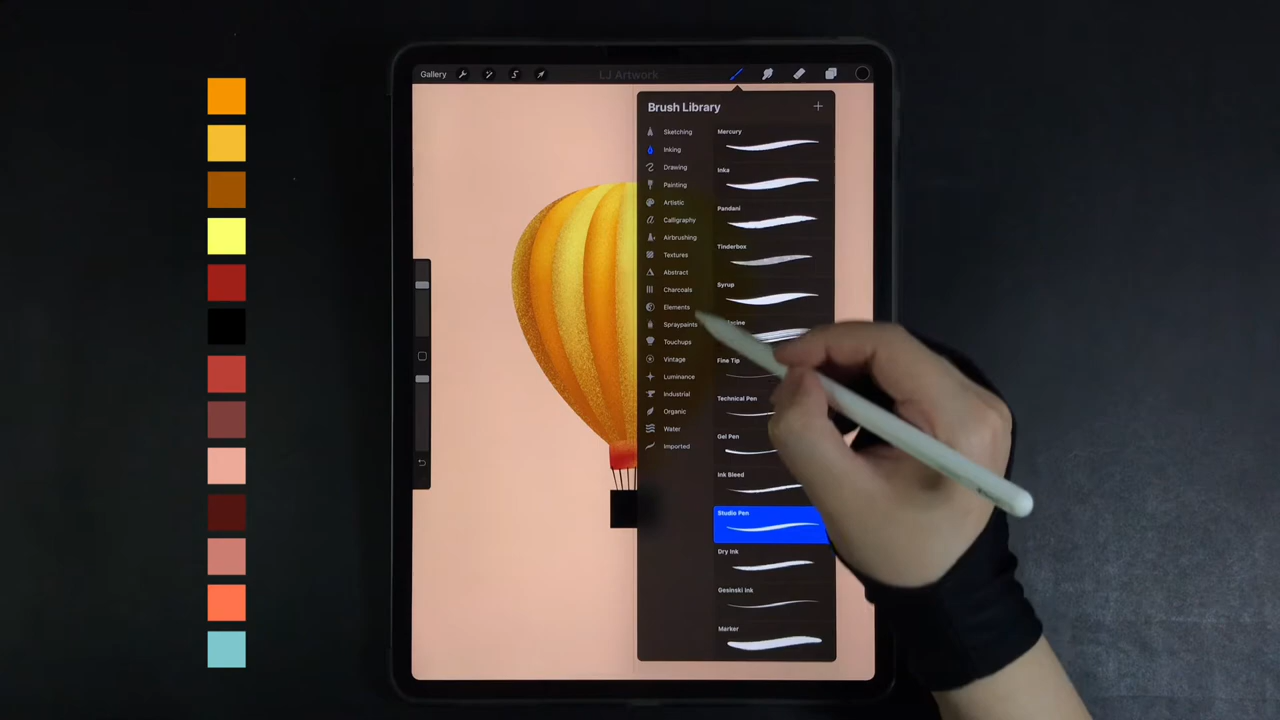 Gallery
LJ Artwork
Brush Library
Sketching
Inking
Drawing
Painting
Artistic
Calligraphy
Airbrushing
Textures
Abstract
Charcoals
Elements
Spraypaints
Touchups
Vintage
Luminance
Industrial
Organic
Water
Imported
Mercury
Inka
Pandani
Tinderbox
Syrup
Fine Tip
Technical Pen
Gel Pen
Ink Bleed
Studio Pen
Dry Ink
Gesinski Ink
Marker